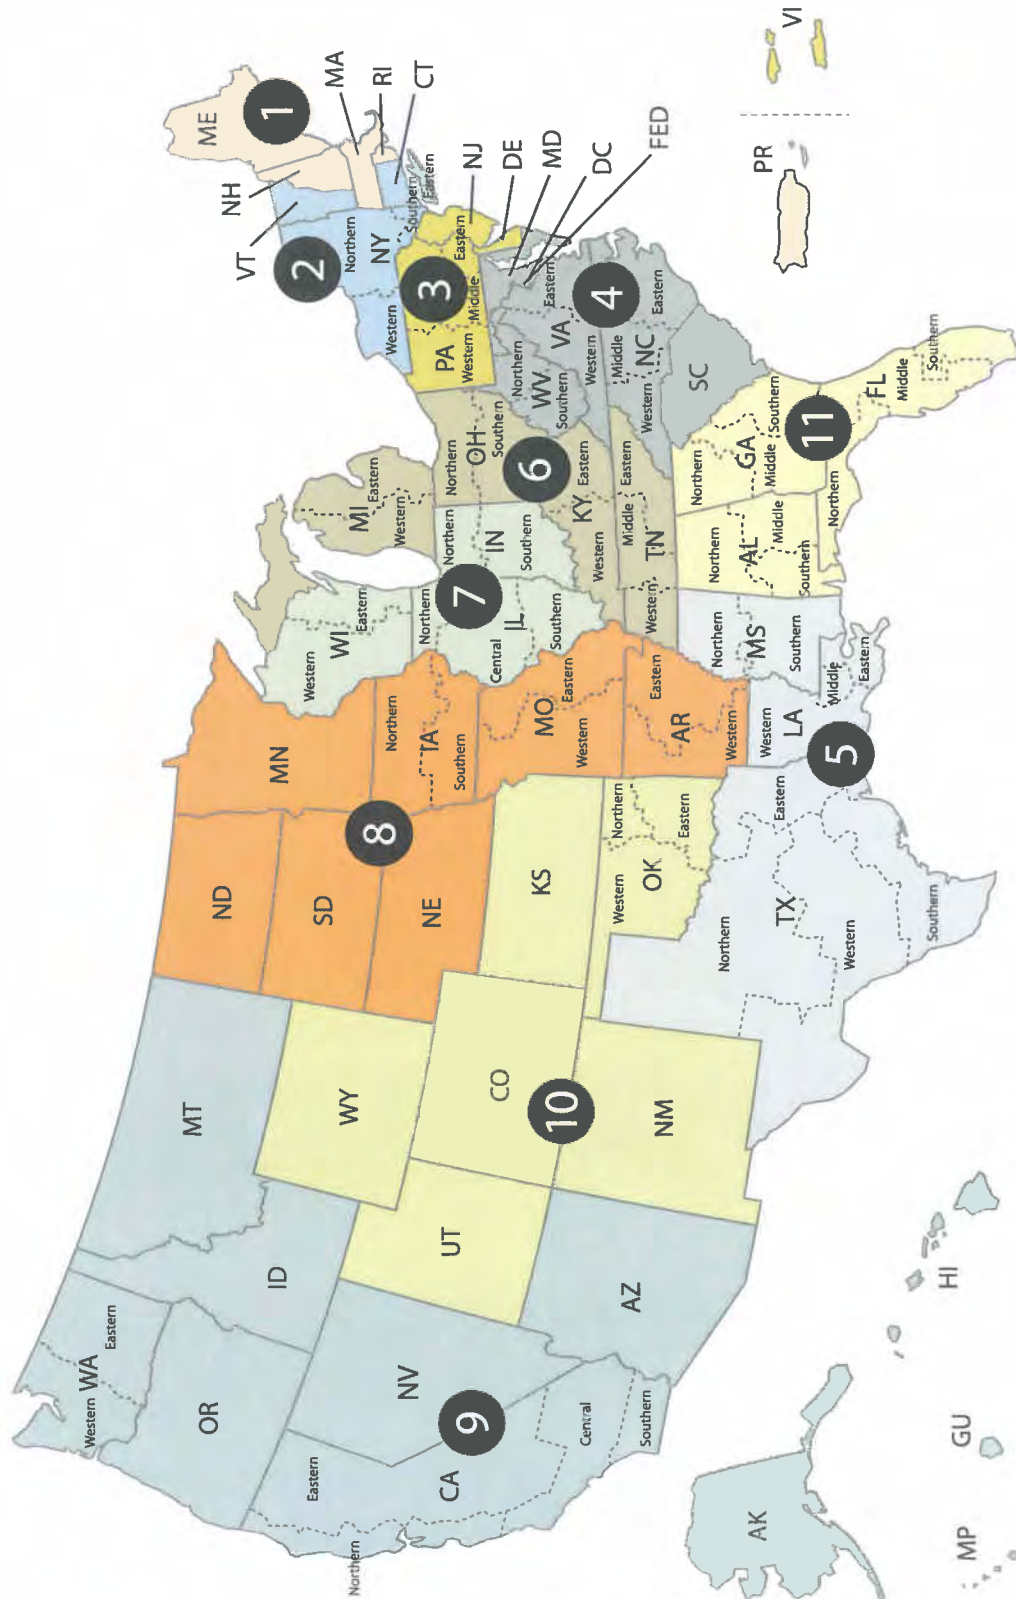 WA
Western
Eastern
MT
ND
MN
OR
ID
SD
WI
Western
Eastern
MI
Western
Eastern
VT
NH
ME
1
MA
RI
CT
2
NY
Northern
Western
Southern
Eastern
WY
8
NE
IA
Northern
Southern
7
IL
Northern
Central
Southern
IN
Northern
Southern
OH
Northern
Southern
6
PA
Western
Middle
Eastern
3
NJ
DE
MD
DC
FED
NV
9
CA
Northern
Eastern
Central
Southern
UT
CO
10
KS
MO
Western
Eastern
KY
Western
Eastern
WV
Northern
Southern
VA
Western
Eastern
4
AZ
NM
OK
Western
Northern
Eastern
AR
Western
Eastern
TN
Western
Middle
Eastern
NC
Western
Middle
Eastern
SC
TX
Northern
Eastern
Western
Southern
5
LA
Western
Middle
Eastern
MS
Northern
Southern
AL
Northern
Middle
Southern
GA
Northern
Middle
Southern
11
FL
Northern
Middle
Southern
AK
MP
GU
HI
PR
VI